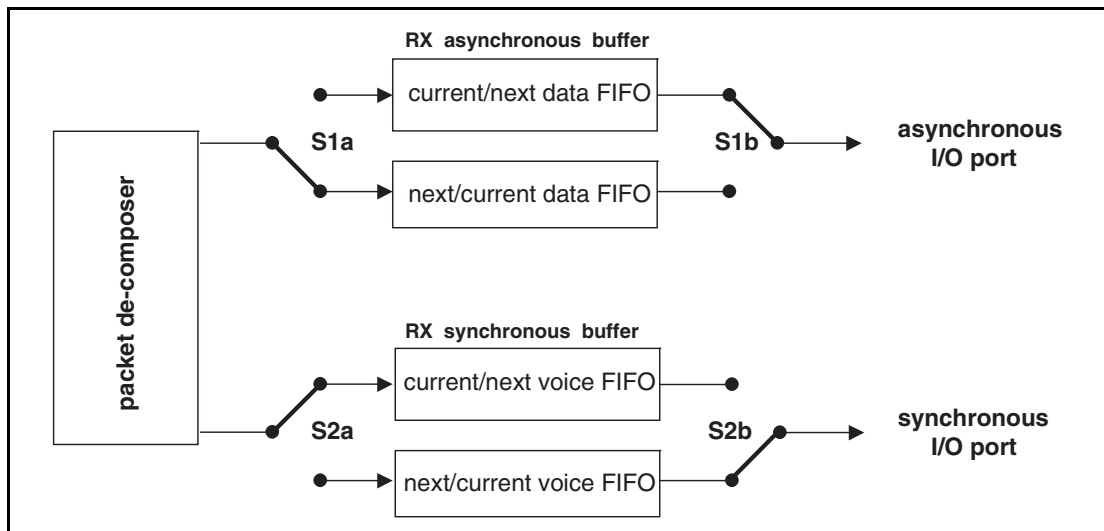 RX asynchronous buffer
current/next data FIFO
S1a
S1b
asynchronous
I/O port
next/current data FIFO
packet de-composer
RX synchronous buffer
current/next voice FIFO
S2a
S2b
synchronous
I/O port
next/current voice FIFO